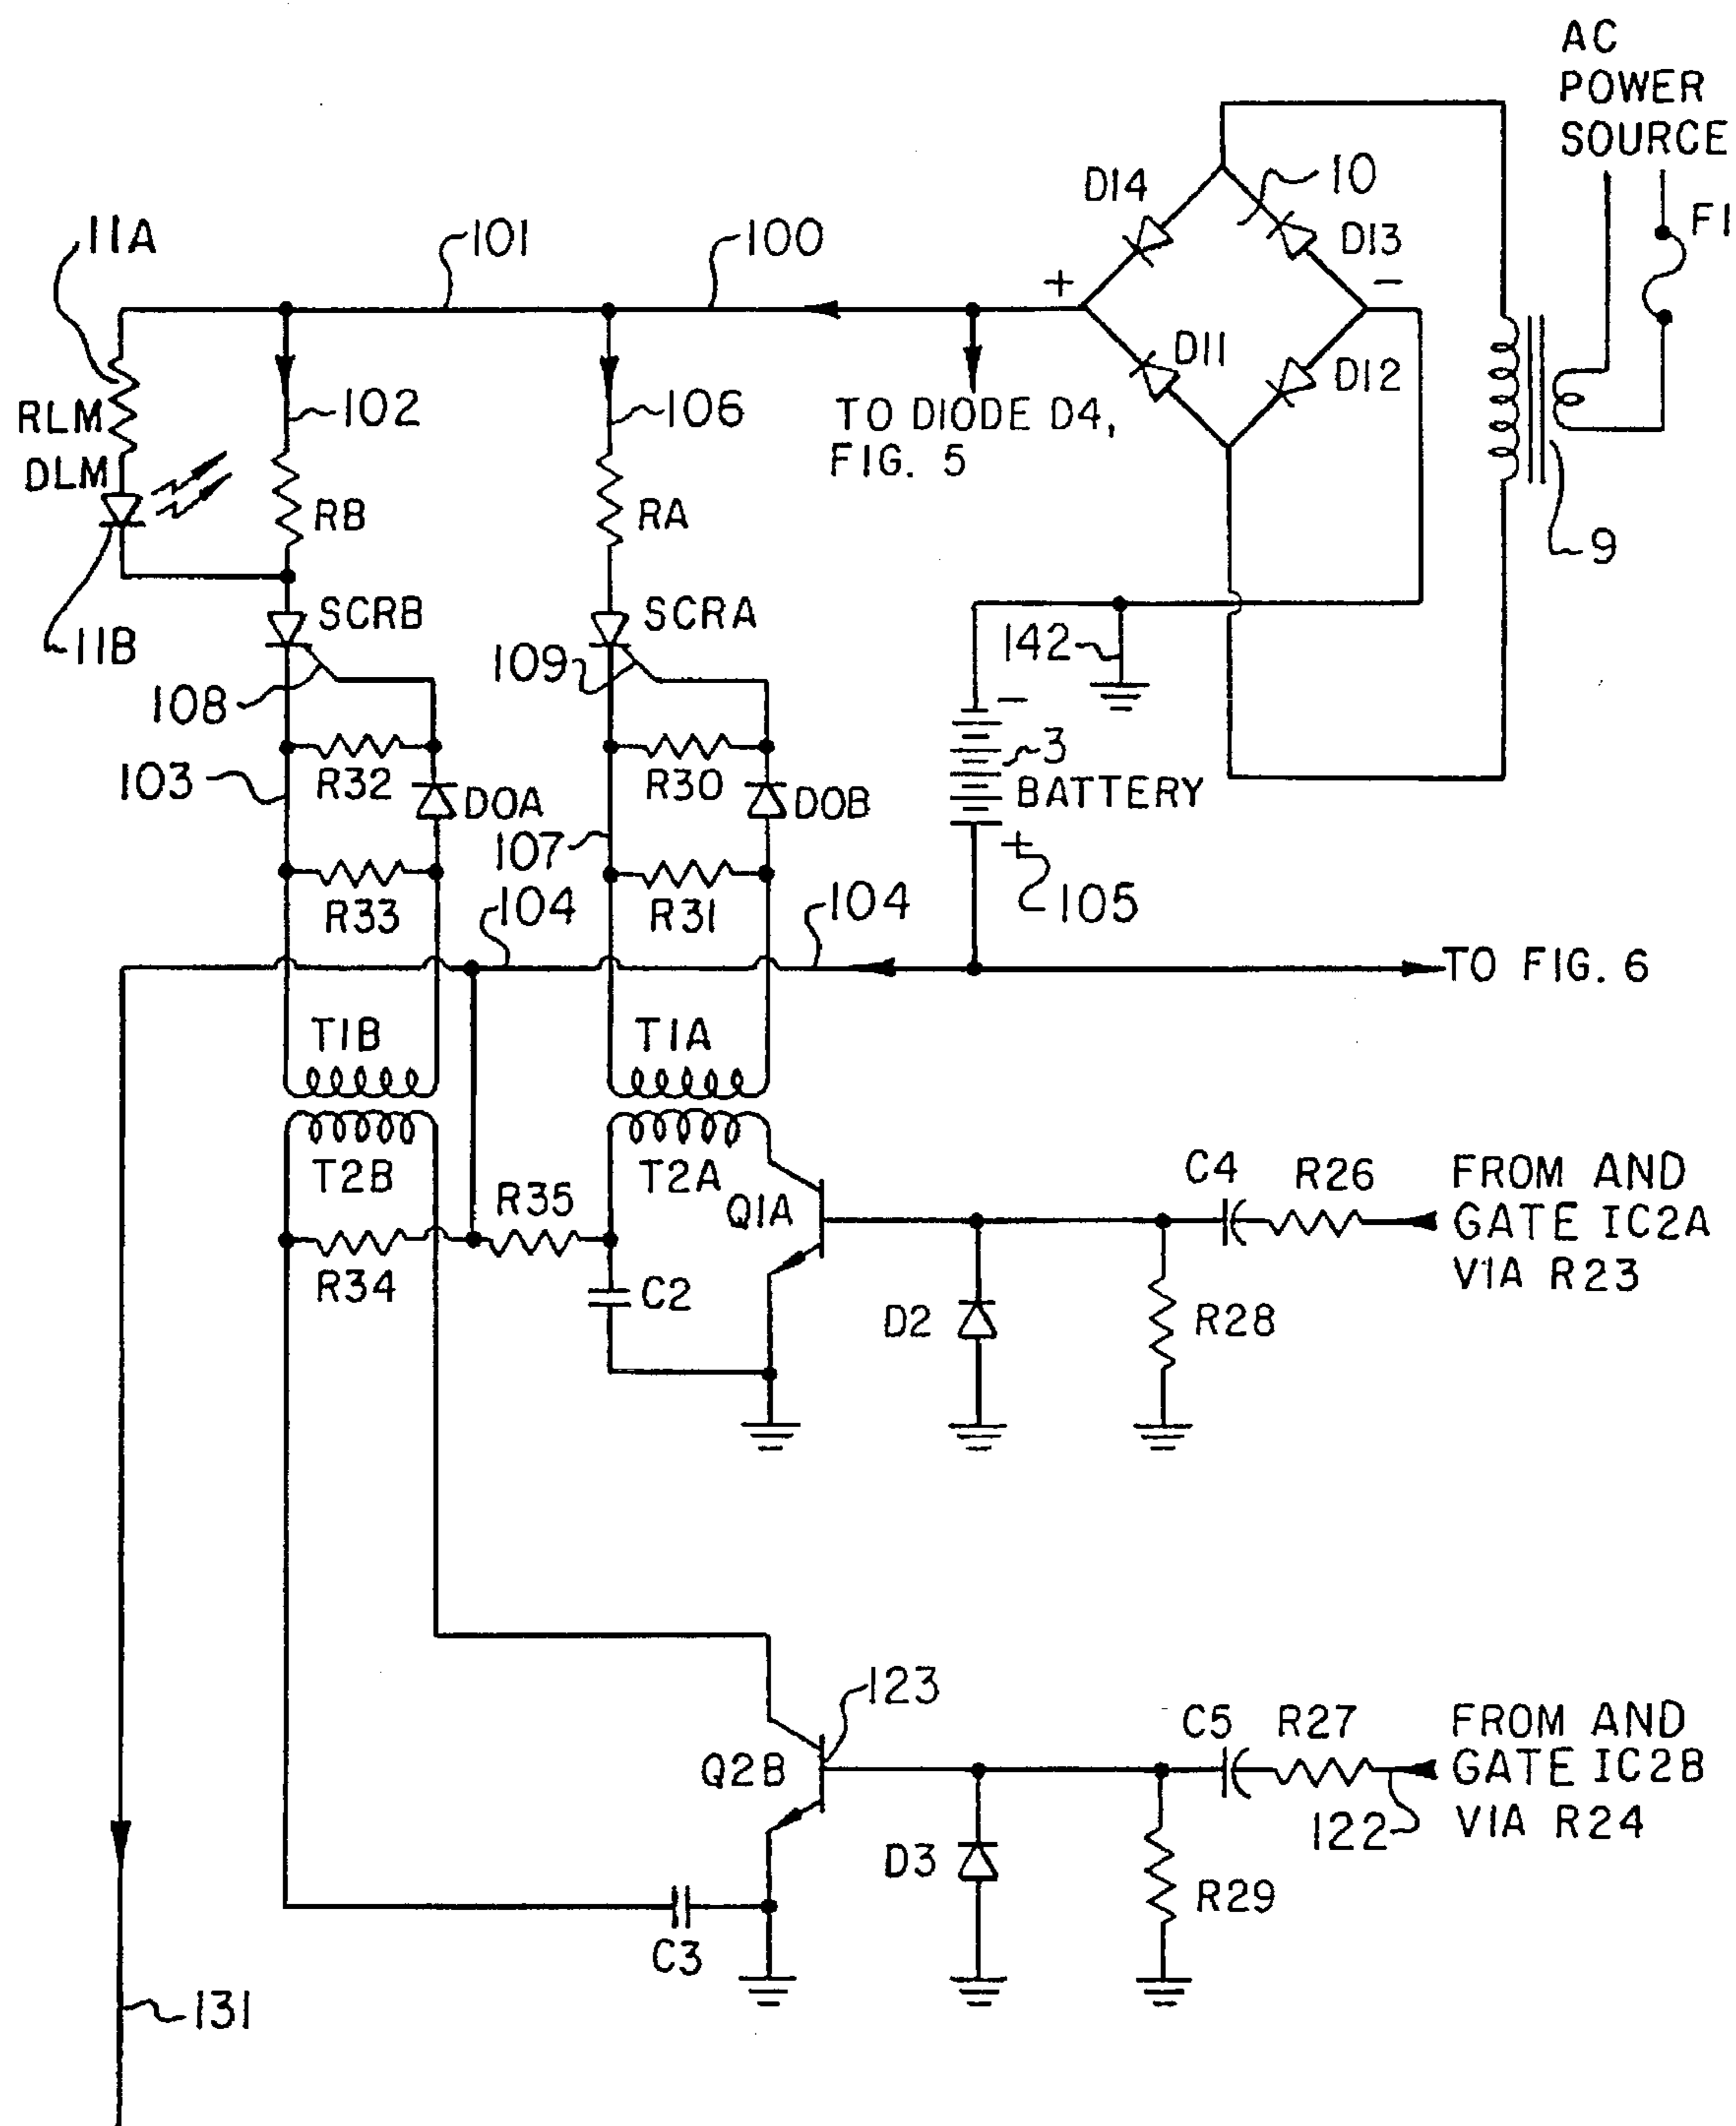 AC
POWER
SOURCE
F1
D14
10
D13
11A
101
100
+
−
D11
D12
RLM
102
106
TO DIODE D4,
FIG. 5
DLM
RB
RA
9
SCRB
SCRA
11B
109
142
108
−
3
BATTERY
103
R32
DOA
R30
DOB
107
+
105
R33
104
R31
104
TO FIG. 6
T1B
T1A
T2B
R35
T2A
Q1A
C4
R26
FROM AND
GATE IC2A
VIA R23
R34
C2
D2
R28
123
Q2B
C5
R27
FROM AND
GATE IC2B
VIA R24
122
D3
R29
C3
131